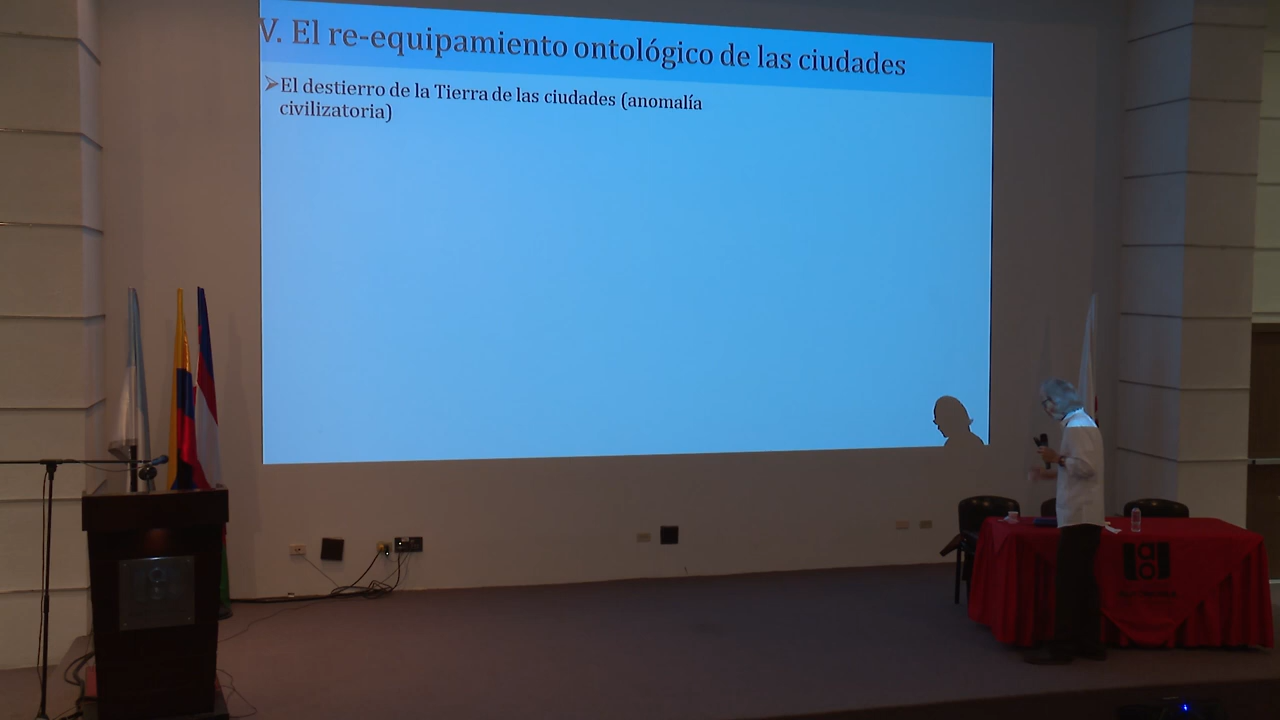 V. El re-equipamiento ontológico de las ciudades
➢El destierro de la Tierra de las ciudades (anomalía
civilizatoria)